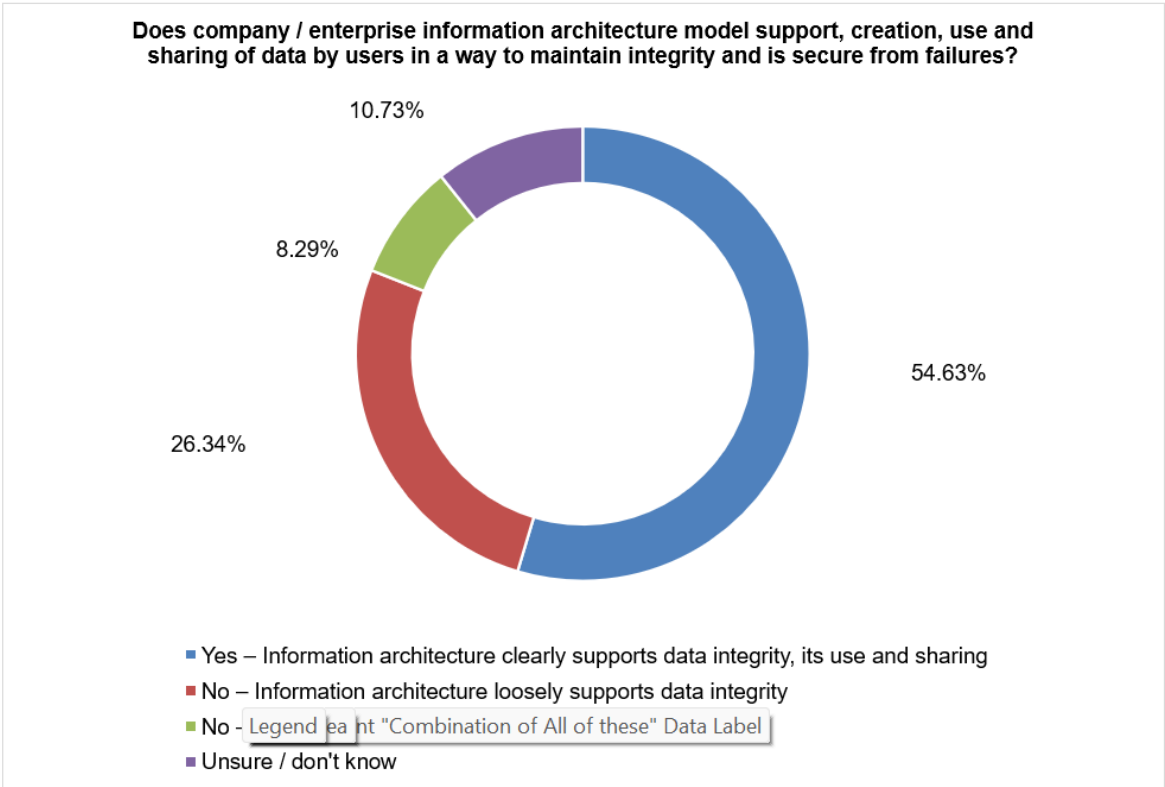 Does company / enterprise information architecture model support, creation, use and
sharing of data by users in a way to maintain integrity and is secure from failures?
10.73%
8.29%
54.63%
26.34%
Yes – Information architecture clearly supports data integrity, its use and sharing
No – Information architecture loosely supports data integrity
No - Legend ea nt "Combination of All of these" Data Label
Unsure / don't know